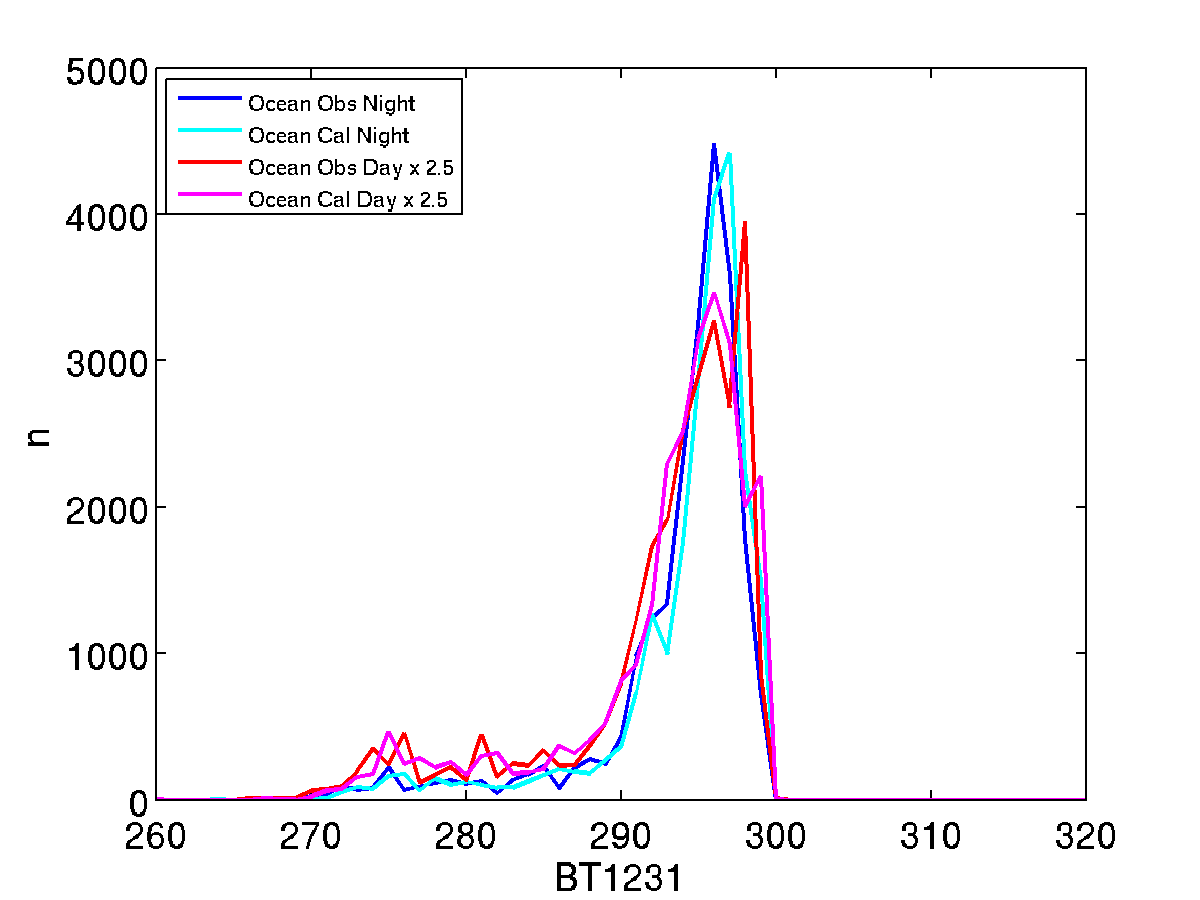 5000
4000
3000
2000
1000
0
n
Ocean Obs Night
Ocean Cal Night
Ocean Obs Day x 2.5
Ocean Cal Day x 2.5
260 270 280 290 300 310 320
BT1231